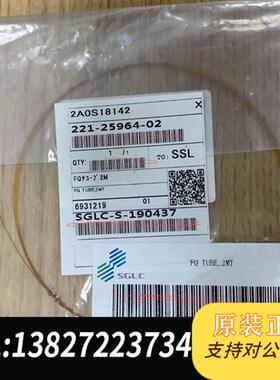 2A0S18142
221-25964-02
QTY:
1 /1
TO: SSL
FQチューブ 2M
FQ TUBE,2MT
6931219
01
SGLC-S-190437
SGLC
FQ TUBE,2MT
原装正
:13827223734
支持对公